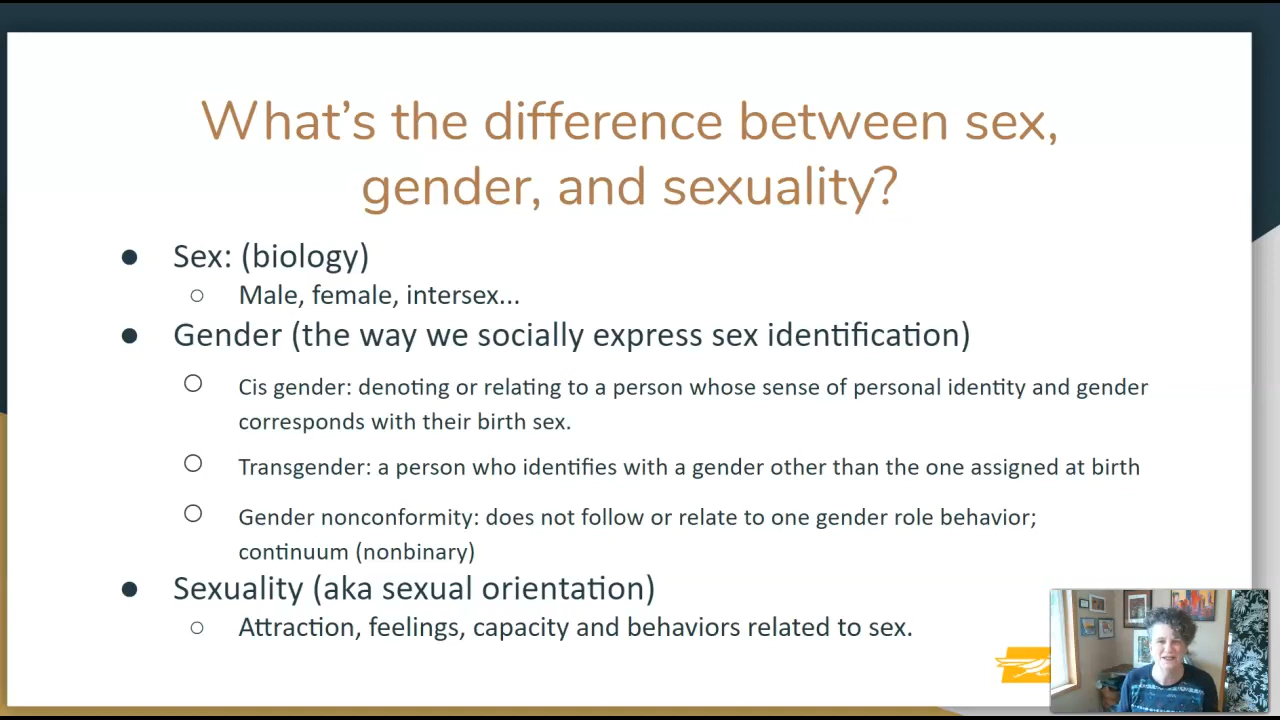 What's the difference between sex,
gender, and sexuality?
● Sex: (biology)
○ Male, female, intersex...
● Gender (the way we socially express sex identification)
○ Cis gender: denoting or relating to a person whose sense of personal identity and gender
corresponds with their birth sex.
○ Transgender: a person who identifies with a gender other than the one assigned at birth
○ Gender nonconformity: does not follow or relate to one gender role behavior;
continuum (nonbinary)
● Sexuality (aka sexual orientation)
○ Attraction, feelings, capacity and behaviors related to sex.